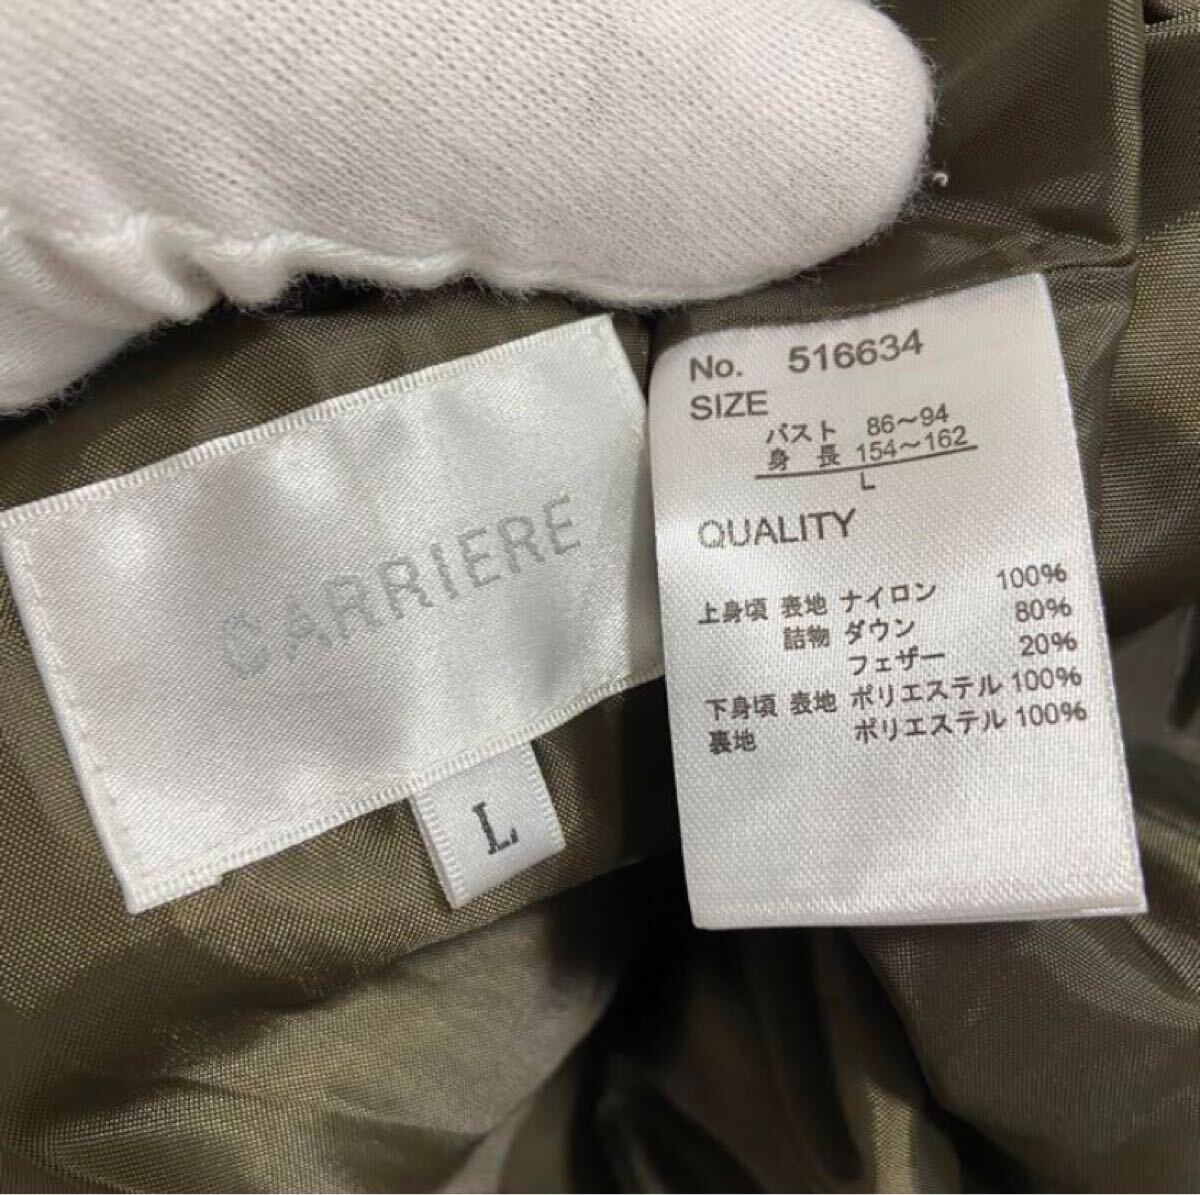 CARRIERE
L
No. 516634
SIZE
バスト 86～94
身 長 154～162
L
QUALITY
上身頃 表地 ナイロン 100%
詰物 ダウン 80%
フェザー 20%
下身頃 表地 ポリエステル 100%
裏地 ポリエステル 100%